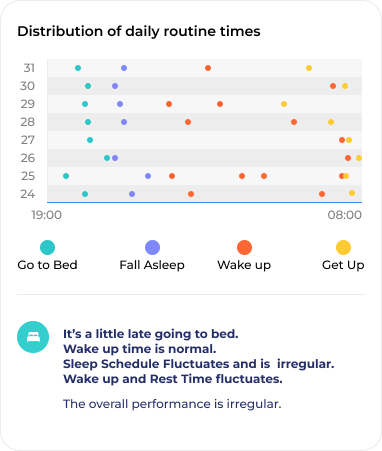 Distribution of daily routine times
31
30
29
28
27
26
25
24
19:00 08:00
Go to Bed Fall Asleep Wake up Get Up
It's a little late going to bed.
Wake up time is normal.
Sleep Schedule Fluctuates and is irregular.
Wake up and Rest Time fluctuates.
The overall performance is irregular.